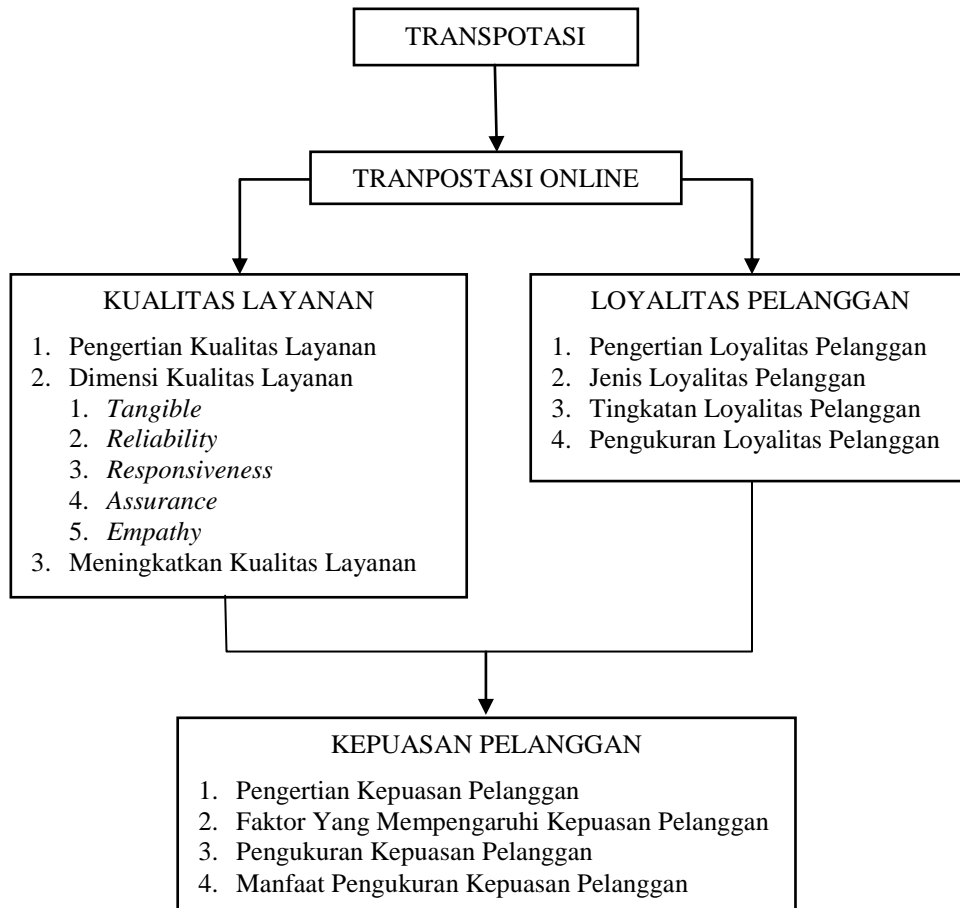 TRANSPOTASI
TRANPOSTASI ONLINE
KUALITAS LAYANAN
1. Pengertian Kualitas Layanan
2. Dimensi Kualitas Layanan
1. Tangible
2. Reliability
3. Responsiveness
4. Assurance
5. Empathy
3. Meningkatkan Kualitas Layanan
LOYALITAS PELANGGAN
1. Pengertian Loyalitas Pelanggan
2. Jenis Loyalitas Pelanggan
3. Tingkatan Loyalitas Pelanggan
4. Pengukuran Loyalitas Pelanggan
KEPUASAN PELANGGAN
1. Pengertian Kepuasan Pelanggan
2. Faktor Yang Mempengaruhi Kepuasan Pelanggan
3. Pengukuran Kepuasan Pelanggan
4. Manfaat Pengukuran Kepuasan Pelanggan